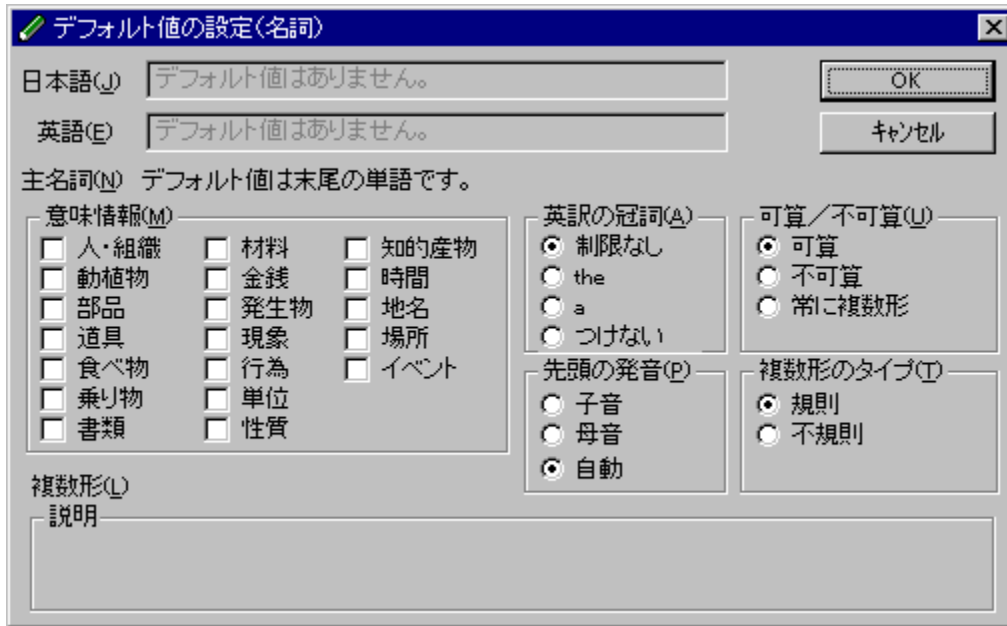 デフォルト値の設定(名詞)
日本語(J) デフォルト値はありません。 OK
英語(E) デフォルト値はありません。 キャンセル
主名詞(N) デフォルト値は末尾の単語です。
意味情報(M)
人・組織 材料 知的産物
動植物 金銭 時間
部品 発生物 地名
道具 現象 場所
食べ物 行為 イベント
乗り物 単位
書類 性質
英訳の冠詞(A)
制限なし
the
a
つけない
可算／不可算(U)
可算
不可算
常に複数形
先頭の発音(P)
子音
母音
自動
複数形のタイプ(T)
規則
不規則
複数形(L)
説明